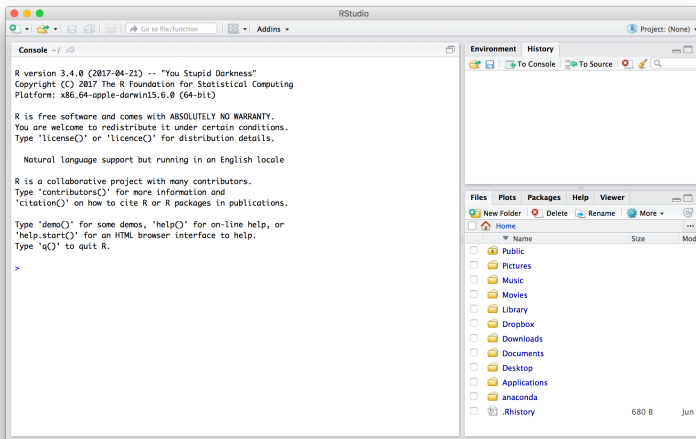 RStudio
Go to file/function
Addins
Project: (None)
Console ~/
R version 3.4.0 (2017-04-21) -- "You Stupid Darkness"
Copyright (C) 2017 The R Foundation for Statistical Computing
Platform: x86_64-apple-darwin15.6.0 (64-bit)
R is free software and comes with ABSOLUTELY NO WARRANTY.
You are welcome to redistribute it under certain conditions.
Type 'license()' or 'licence()' for distribution details.
Natural language support but running in an English locale
R is a collaborative project with many contributors.
Type 'contributors()' for more information and
'citation()' on how to cite R or R packages in publications.
Type 'demo()' for some demos, 'help()' for on-line help, or
'help.start()' for an HTML browser interface to help.
Type 'q()' to quit R.
>
Environment History
To Console To Source
Files Plots Packages Help Viewer
New Folder Delete Rename More
Home
Name Size Mod
Public
Pictures
Music
Movies
Library
Dropbox
Downloads
Documents
Desktop
Applications
anaconda
.Rhistory 680 B Jun